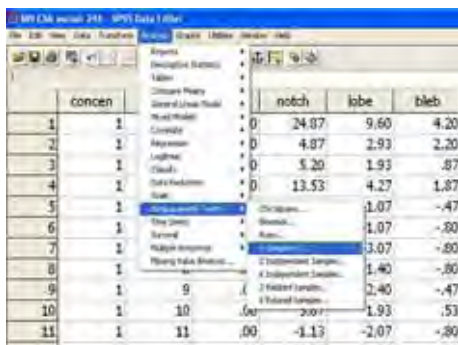 SPSS Data Editor
File Edit View Data Transform Analyze Graphs Utilities Window Help
Reports
Descriptive Statistics
Tables
Compare Means
General Linear Model
Mixed Models
Correlate
Regression
Loglinear
Classify
Data Reduction
Scale
Nonparametric Tests
Time Series
Survival
Multiple Response
Missing Value Analysis...
Chi-Square...
Binomial...
Runs...
2 Independent Samples...
K Independent Samples...
2 Related Samples...
K Related Samples...
concen notch lobe bleb
1 1 24.87 9.60 4.20
2 1 4.87 2.93 2.20
3 1 5.20 1.93 .87
4 1 13.53 4.27 1.87
5 1 1.07 -.47
6 1 1.07 -.80
7 1 3.07 -.80
8 1 1.40 -.80
9 1 9 2.40 -.47
10 1 10 .00 1.93 .53
11 1 11 .00 -1.13 -2.07 -.80